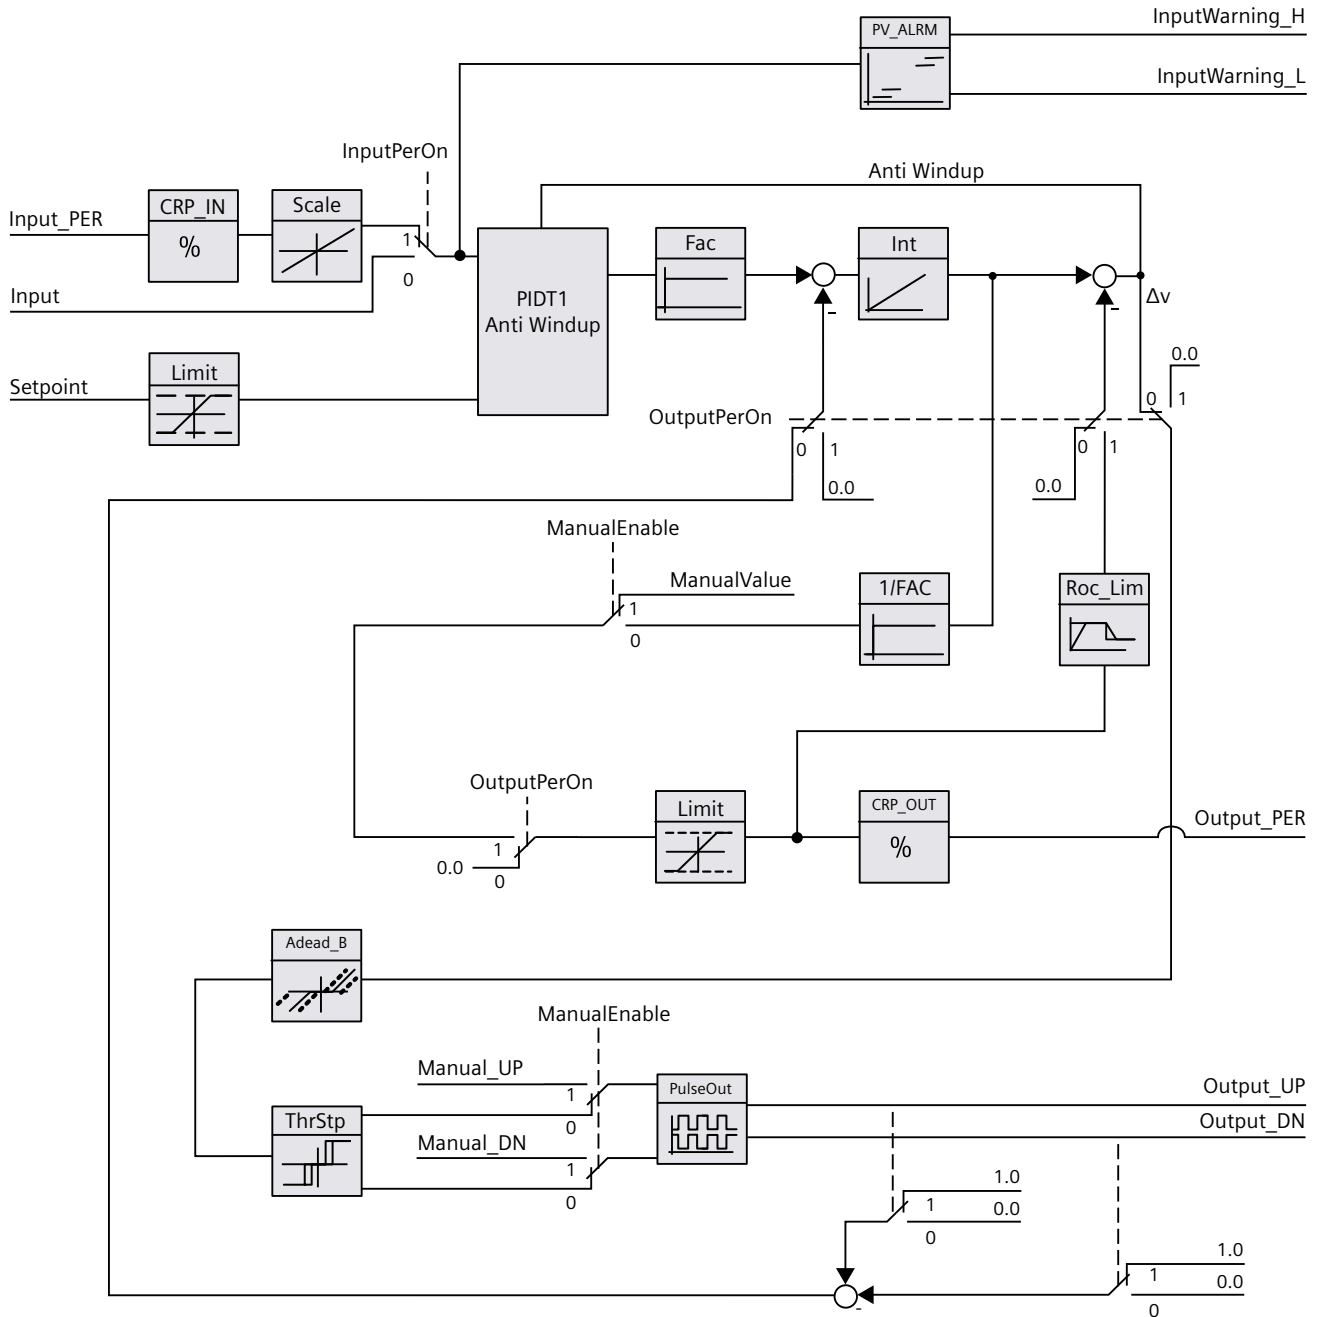 InputWarning_H
PV_ALRM
InputWarning_L
InputPerOn
Anti Windup
Input_PER
CRP_IN
%
Scale
1
0
Input
PIDT1
Anti Windup
Fac
-
Int
-
Δv
Setpoint
Limit
0.0
0
1
OutputPerOn
0
1
0.0
0
1
0.0
ManualEnable
ManualValue
1
0
1/FAC
Roc_Lim
OutputPerOn
1
0.0
0
Limit
CRP_OUT
%
Output_PER
Adead_B
ManualEnable
Manual_UP
1
0
PulseOut
Output_UP
Output_DN
ThrStp
Manual_DN
1
0
1.0
1
0.0
0
1.0
1
0.0
0
-